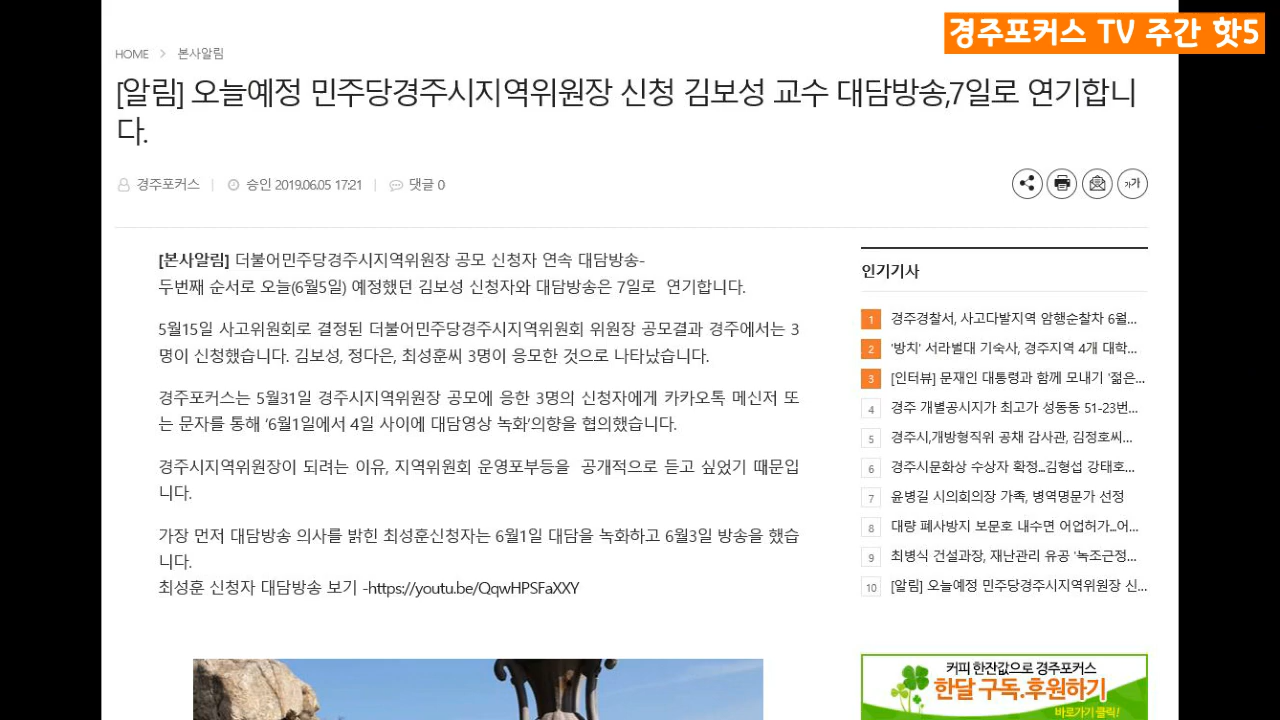 경주포커스 TV 주간 핫5
HOME > 본사알림
[알림] 오늘예정 민주당경주시지역위원장 신청 김보성 교수 대담방송,7일로 연기합니
다.
경주포커스 | 승인 2019.06.05 17:21 | 댓글 0
가가
[본사알림] 더불어민주당경주시지역위원장 공모 신청자 연속 대담방송-
두번째 순서로 오늘(6월5일) 예정했던 김보성 신청자와 대담방송은 7일로 연기합니다.
5월15일 사고위원회로 결정된 더불어민주당경주시지역위원회 위원장 공모결과 경주에서는 3
명이 신청했습니다. 김보성, 정다은, 최성훈씨 3명이 응모한 것으로 나타났습니다.
경주포커스는 5월31일 경주시지역위원장 공모에 응한 3명의 신청자에게 카카오톡 메신저 또
는 문자를 통해 '6월1일에서 4일 사이에 대담영상 녹화'의향을 협의했습니다.
경주시지역위원장이 되려는 이유, 지역위원회 운영포부등을 공개적으로 듣고 싶었기 때문입
니다.
가장 먼저 대담방송 의사를 밝힌 최성훈신청자는 6월1일 대담을 녹화하고 6월3일 방송을 했습
니다.
최성훈 신청자 대담방송 보기 -https://youtu.be/QqwHPSFaXXY
인기기사
1 경주경찰서, 사고다발지역 암행순찰차 6월...
2 '방치' 서라벌대 기숙사, 경주지역 4개 대학...
3 [인터뷰] 문재인 대통령과 함께 모내기 '젊은...
4 경주 개별공시지가 최고가 성동동 51-23번...
5 경주시,개방형직위 공채 감사관, 김정호씨...
6 경주시문화상 수상자 확정...김형섭 강태호...
7 윤병길 시의회의장 가족, 병역명문가 선정
8 대량 폐사방지 보문호 내수면 어업허가...어...
9 최병식 건설과장, 재난관리 유공 '녹조근정...
10 [알림] 오늘예정 민주당경주시지역위원장 신...
커피 한잔값으로 경주포커스
한달 구독.후원하기
바로가기 클릭!